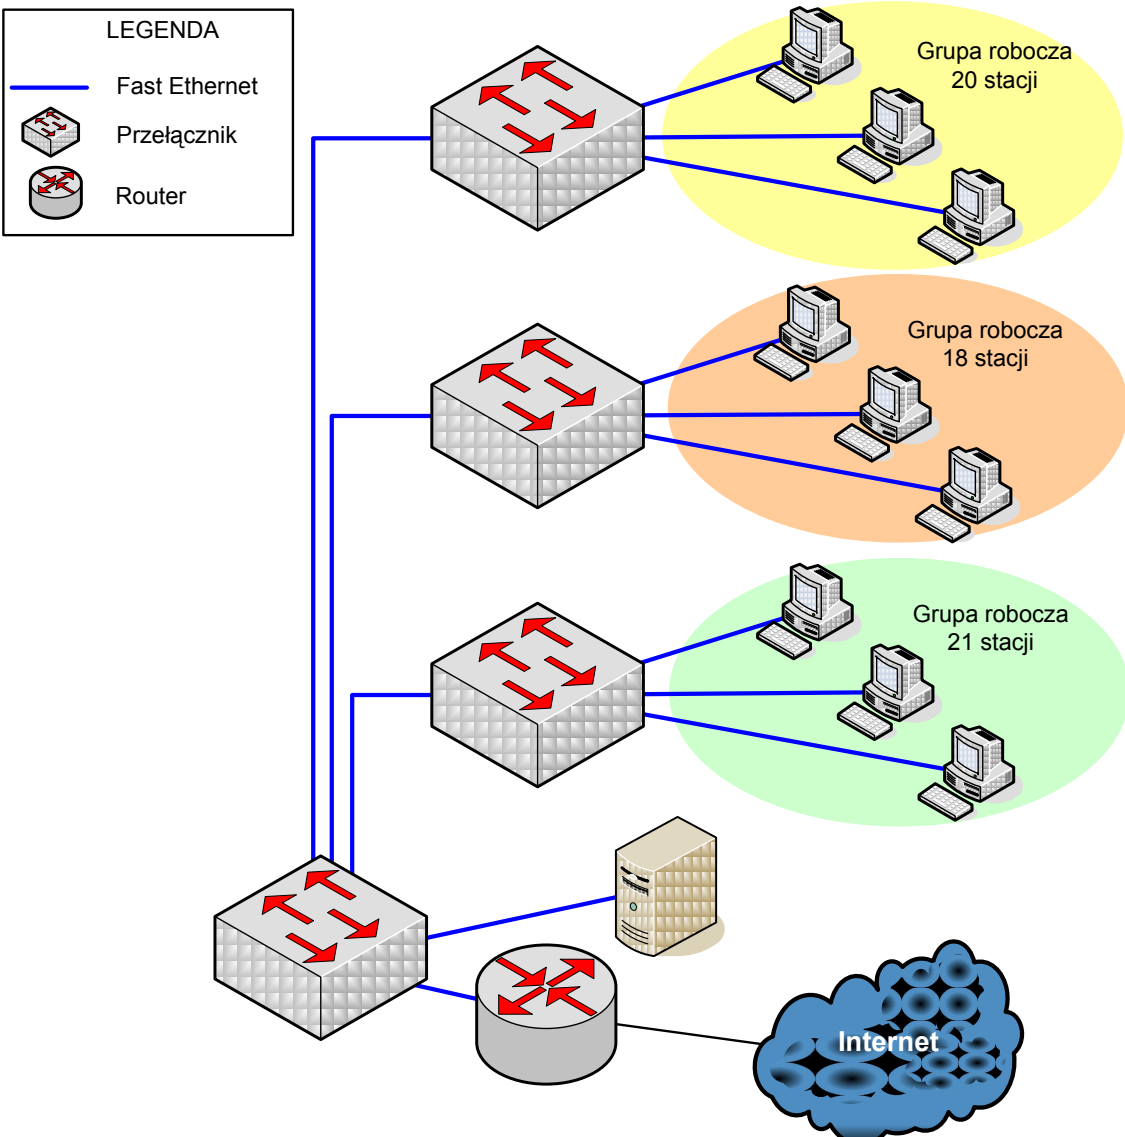 LEGENDA
Fast Ethernet
Przełącznik
Router
Grupa robocza
20 stacji
Grupa robocza
18 stacji
Grupa robocza
21 stacji
Internet